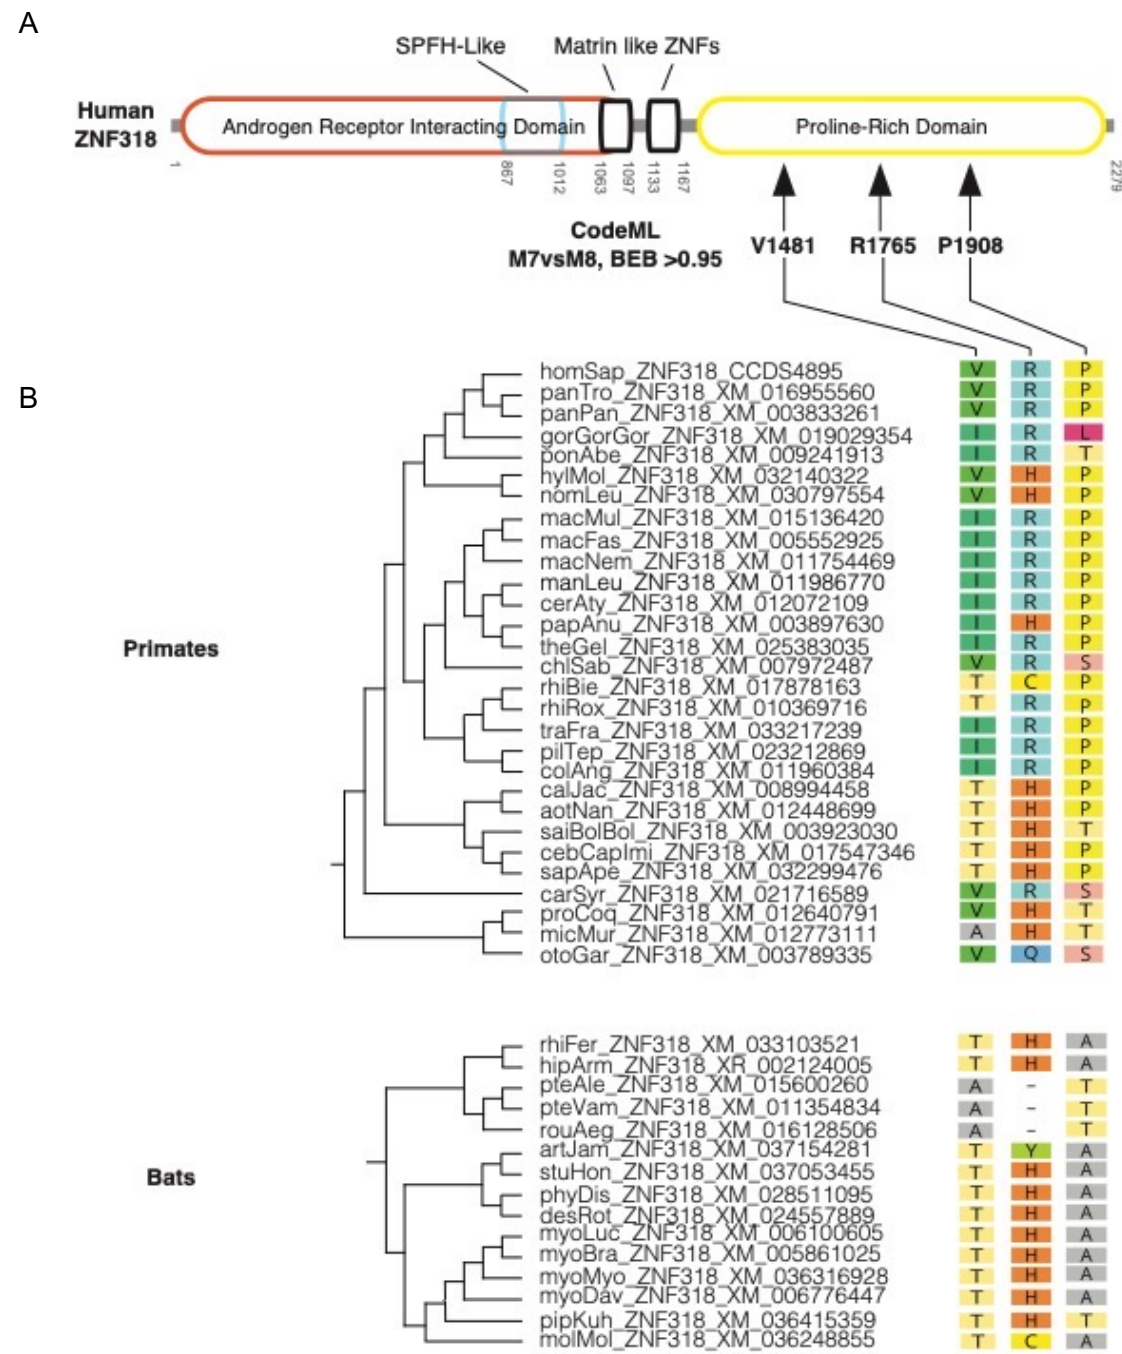 A
SPFH-Like Matrin like ZNFs
Human
ZNF318
Androgen Receptor Interacting Domain
Proline-Rich Domain
1 867 1012 1063 1097 1133 1167 2279
CodeML
M7vsM8, BEB >0.95
V1481 R1765 P1908
B
homSap_ZNF318_CCDS4895 V R P
panTro_ZNF318_XM_016955560 V R P
panPan_ZNF318_XM_003833261 V R P
gorGorGor_ZNF318_XM_019029354 I R L
ponAbe_ZNF318_XM_009241913 I R T
hylMol_ZNF318_XM_032140322 V H P
nomLeu_ZNF318_XM_030797554 V H P
macMul_ZNF318_XM_015136420 I R P
macFas_ZNF318_XM_005552925 I R P
macNem_ZNF318_XM_011754469 I R P
manLeu_ZNF318_XM_011986770 I R P
cerAty_ZNF318_XM_012072109 I R P
papAnu_ZNF318_XM_003897630 I H P
theGel_ZNF318_XM_025383035 I R P
Primates
chlSab_ZNF318_XM_007972487 V R S
rhiBie_ZNF318_XM_017878163 T C P
rhiRox_ZNF318_XM_010369716 T R P
traFra_ZNF318_XM_033217239 I R P
pilTep_ZNF318_XM_023212869 I R P
colAng_ZNF318_XM_011960384 I R P
calJac_ZNF318_XM_008994458 T H P
aotNan_ZNF318_XM_012448699 T H P
saiBolBol_ZNF318_XM_003923030 T H T
cebCapImi_ZNF318_XM_017547346 T H P
sapApe_ZNF318_XM_032299476 T H P
carSyr_ZNF318_XM_021716589 V R S
proCoq_ZNF318_XM_012640791 V H T
micMur_ZNF318_XM_012773111 A H T
otoGar_ZNF318_XM_003789335 V Q S
rhiFer_ZNF318_XM_033103521 T H A
hipArm_ZNF318_XR_002124005 T H A
pteAle_ZNF318_XM_015600260 A - T
pteVam_ZNF318_XM_011354834 A - T
rouAeg_ZNF318_XM_016128506 A - T
artJam_ZNF318_XM_037154281 T Y A
stuHon_ZNF318_XM_037053455 T H A
Bats
phyDis_ZNF318_XM_028511095 T H A
desRot_ZNF318_XM_024557889 T H A
myoLuc_ZNF318_XM_006100605 T H A
myoBra_ZNF318_XM_005861025 T H A
myoMyo_ZNF318_XM_036316928 T H A
myoDav_ZNF318_XM_006776447 T H A
pipKuh_ZNF318_XM_036415359 T H T
molMol_ZNF318_XM_036248855 T C A